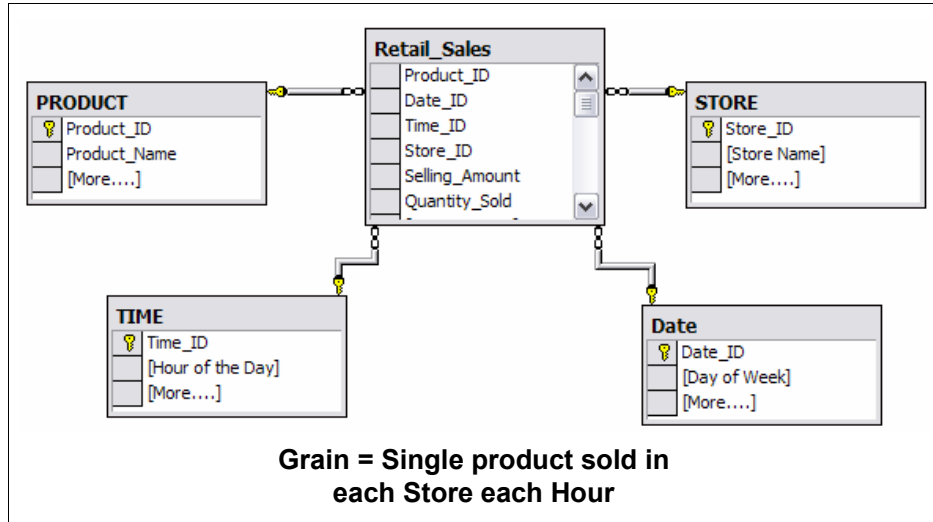 Retail_Sales
Product_ID
Date_ID
Time_ID
Store_ID
Selling_Amount
Quantity_Sold
PRODUCT
Product_ID
Product_Name
[More....]
STORE
Store_ID
[Store Name]
[More....]
TIME
Time_ID
[Hour of the Day]
[More....]
Date
Date_ID
[Day of Week]
[More....]
Grain = Single product sold in
each Store each Hour